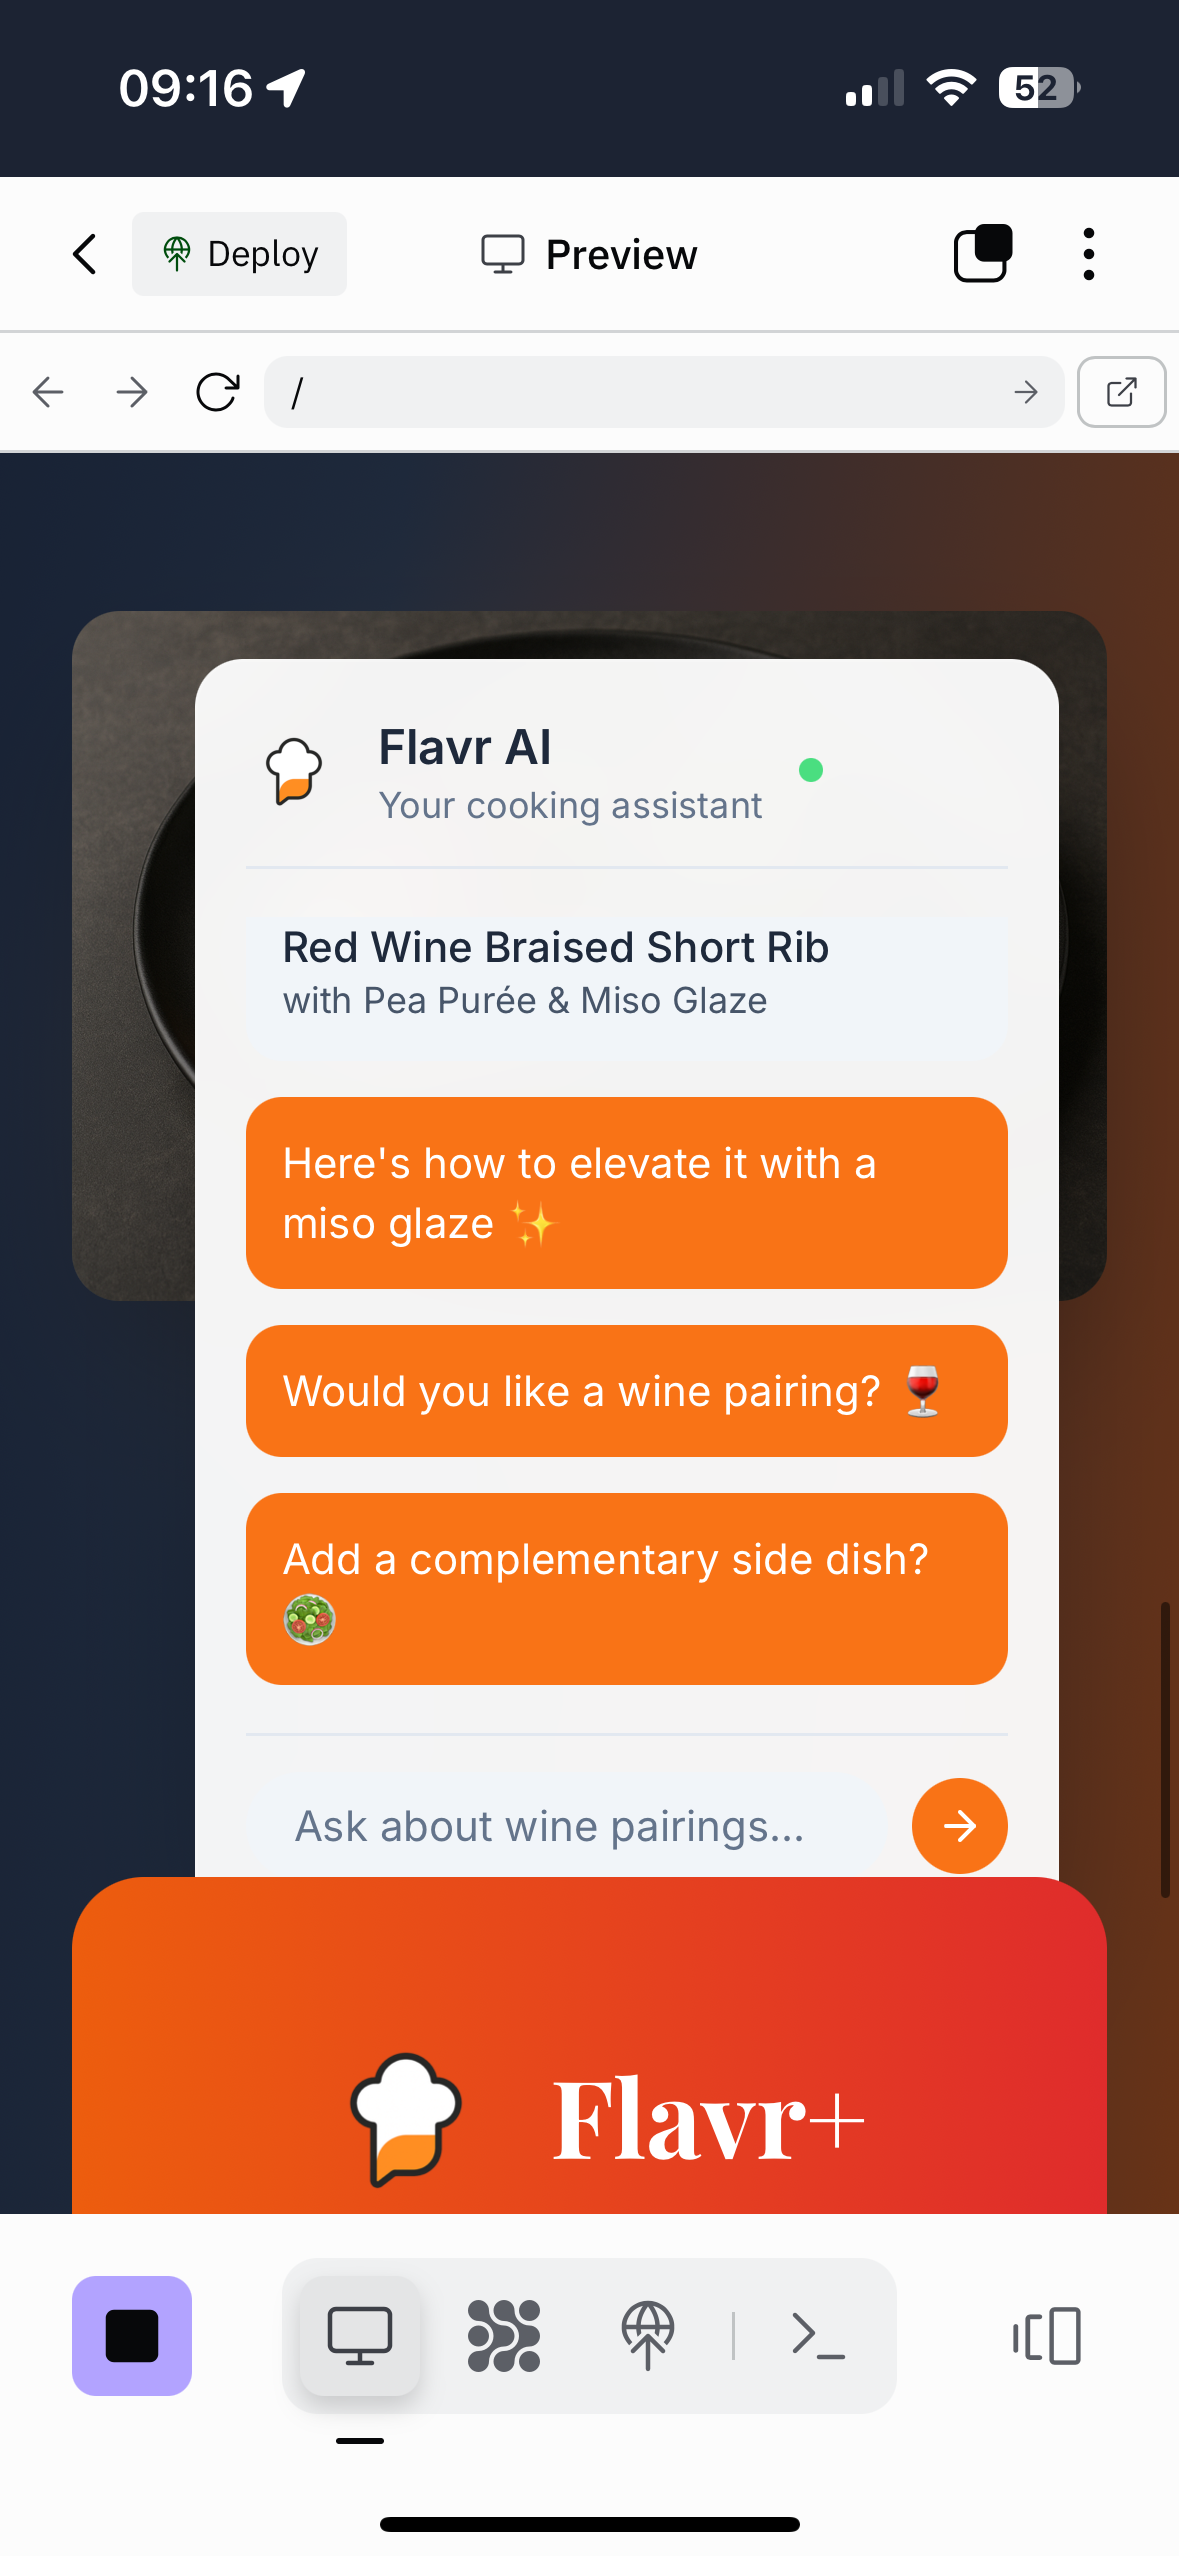 09:16
52
Deploy
Preview
/
Flavr AI
Your cooking assistant
Red Wine Braised Short Rib
with Pea Purée & Miso Glaze
Here's how to elevate it with a
miso glaze ✨
Would you like a wine pairing? 🍷
Add a complementary side dish?
🥗
Ask about wine pairings...
Flavr+